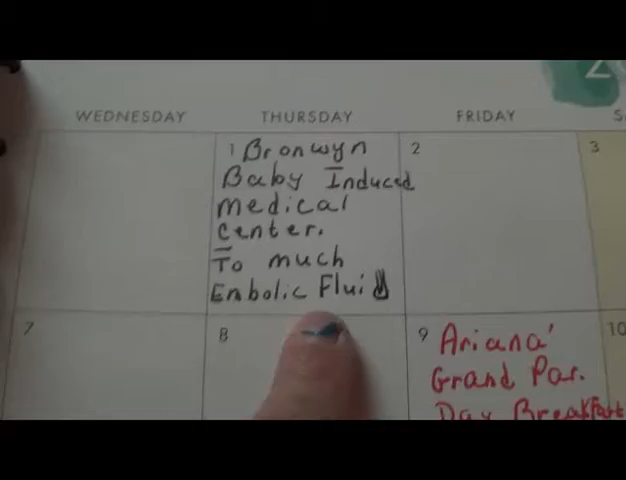 2
WEDNESDAY THURSDAY FRIDAY
1 Bronwyn
Baby Induced
medical
Center.
To much
Enbolic Fluid
2
3
7
8
9 Ariana'
Grand Par.
Day Breakfast
10